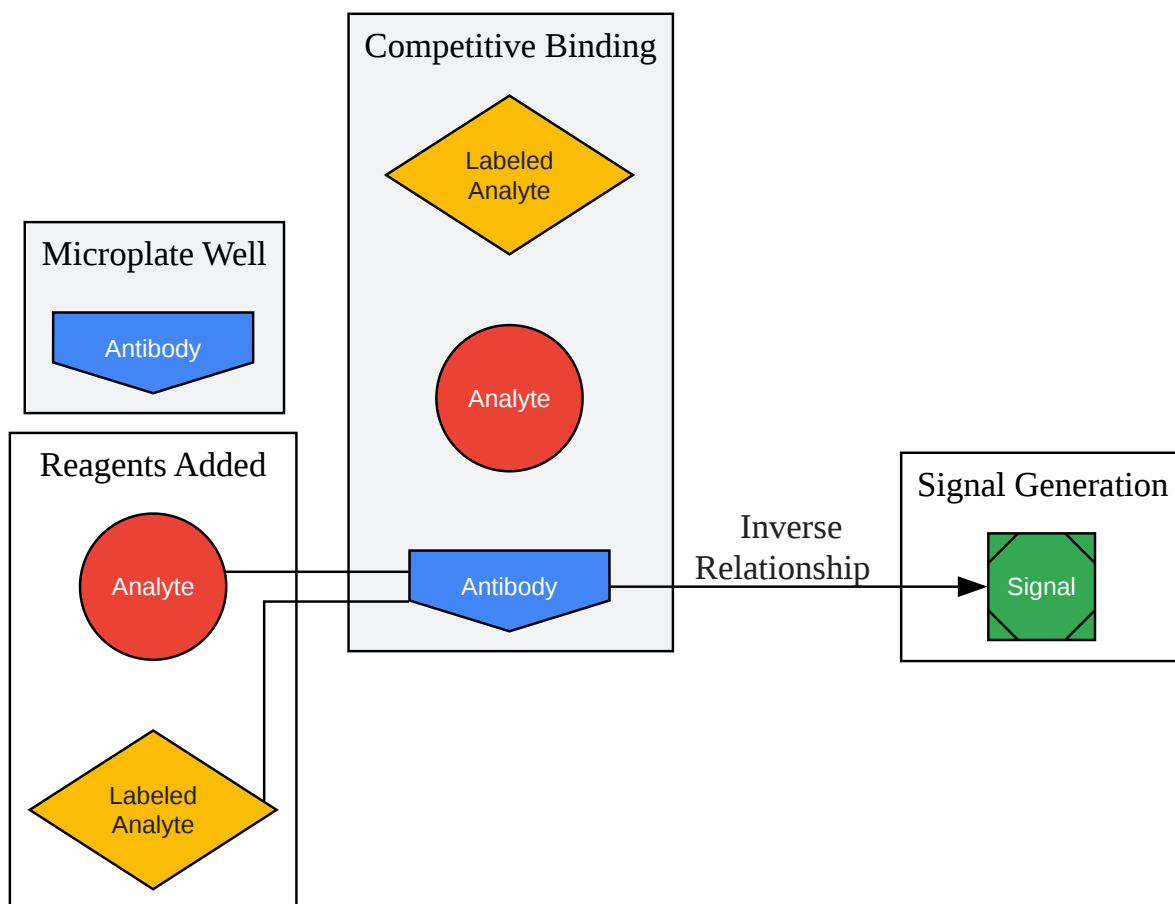 Competitive Binding
Labeled
Analyte
Analyte
Antibody
Microplate Well
Antibody
Reagents Added
Analyte
Labeled
Analyte
Inverse
Relationship
Signal Generation
Signal